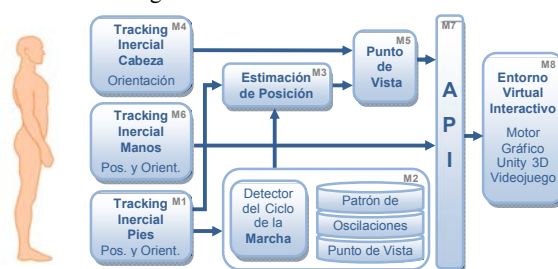 M4
Tracking
Inercial
Cabeza
Orientación
M6
Tracking
Inercial
Manos
Pos. y Orient.
M1
Tracking
Inercial
Pies
Pos. y Orient.
M3
Estimación
de Posición
M2
Detector
del Ciclo
de la
Marcha
Patrón de
Oscilaciones
Punto de Vista
M5
Punto
de
Vista
M7
A
P
I
M8
Entorno
Virtual
Interactivo
Motor
Gráfico
Unity 3D
Videojuego